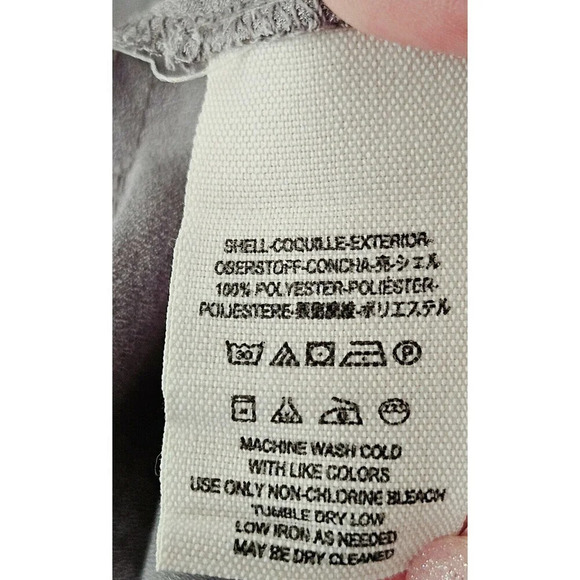 SHELL-COQUILLE-EXTERIOR-
OBERSTOFF-CONCHA-売-シェル
100% POLYESTER-POLIÉSTER-
POLIESTERE-聚酯纖維-ポリエステル
30
P
MACHINE WASH COLD
WITH LIKE COLORS
USE ONLY NON-CHLORINE BLEACH
TUMBLE DRY LOW
LOW IRON AS NEEDED
MAY BE DRY CLEANED